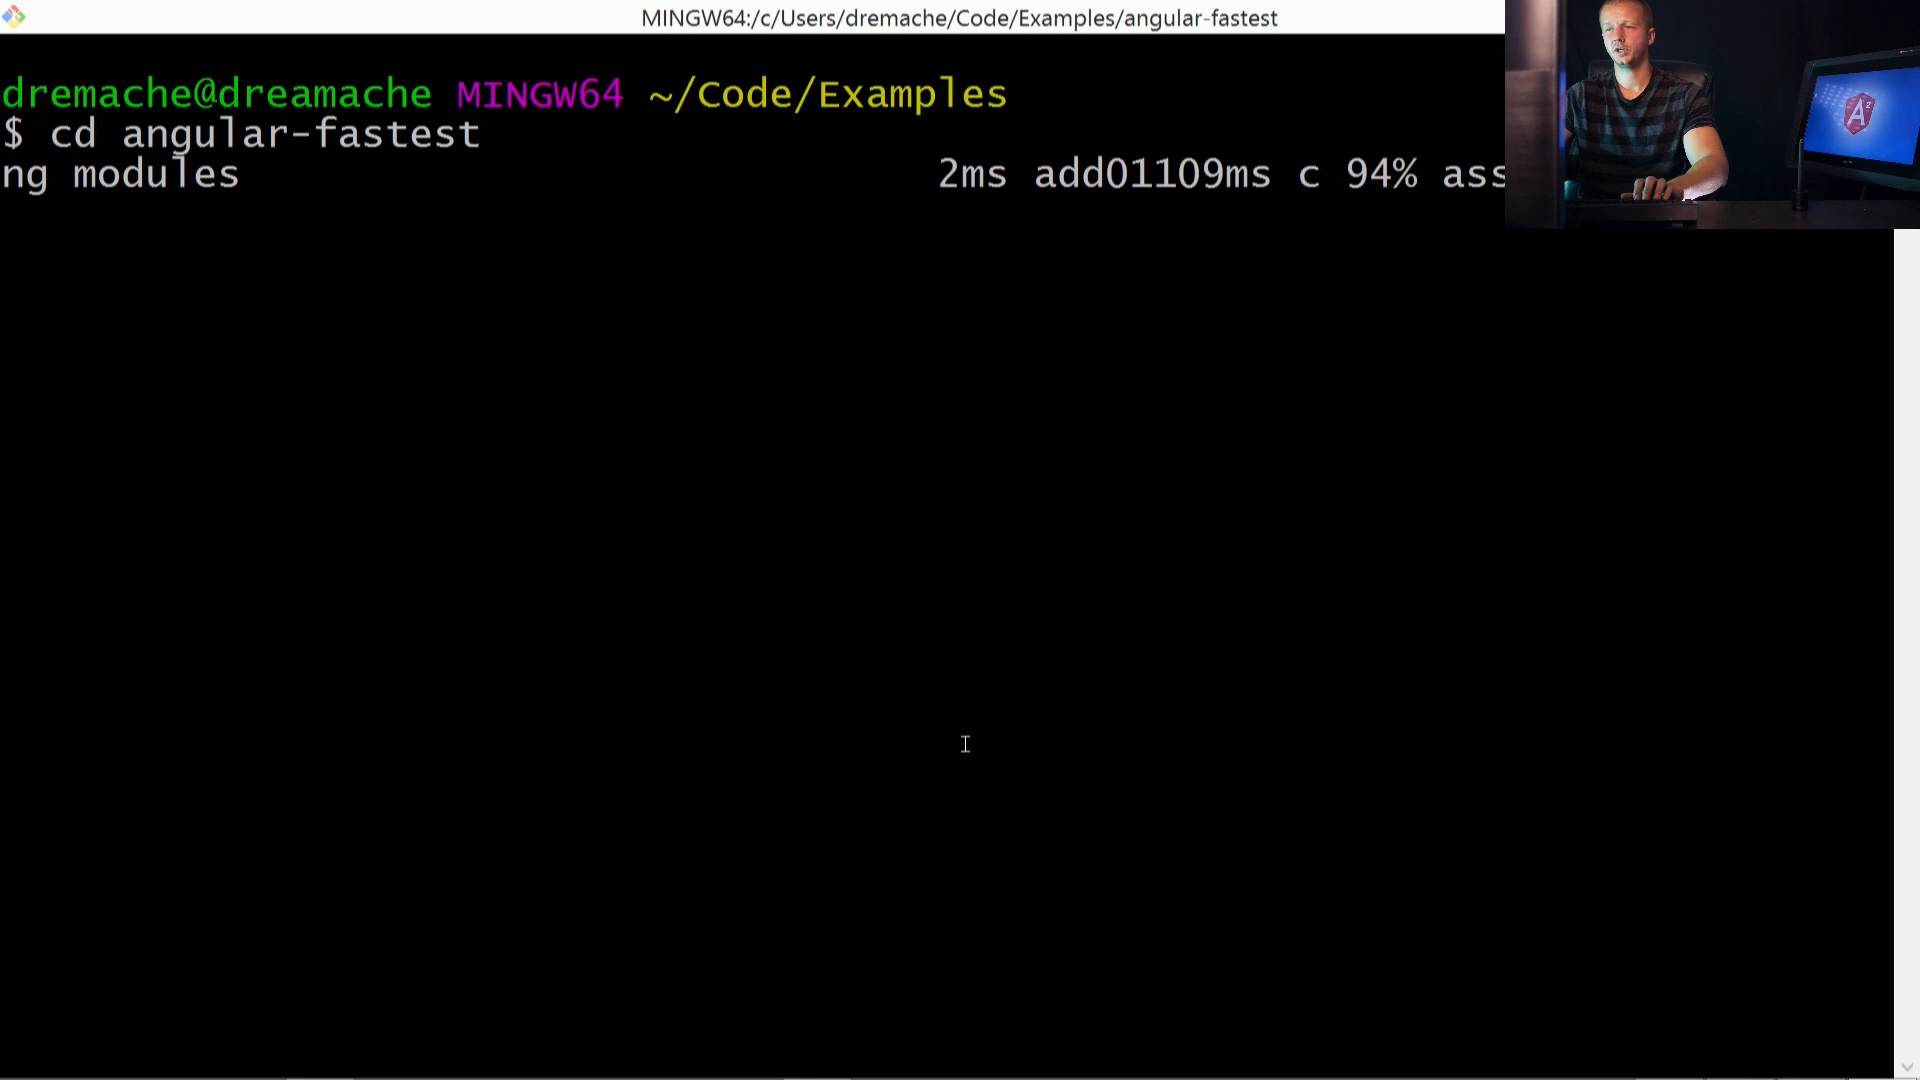 MINGW64:/c/Users/dremache/Code/Examples/angular-fastest
dremache@dreamache MINGW64 ~/Code/Examples
$ cd angular-fastest
ng modules 2ms add01109ms c 94% ass
A2